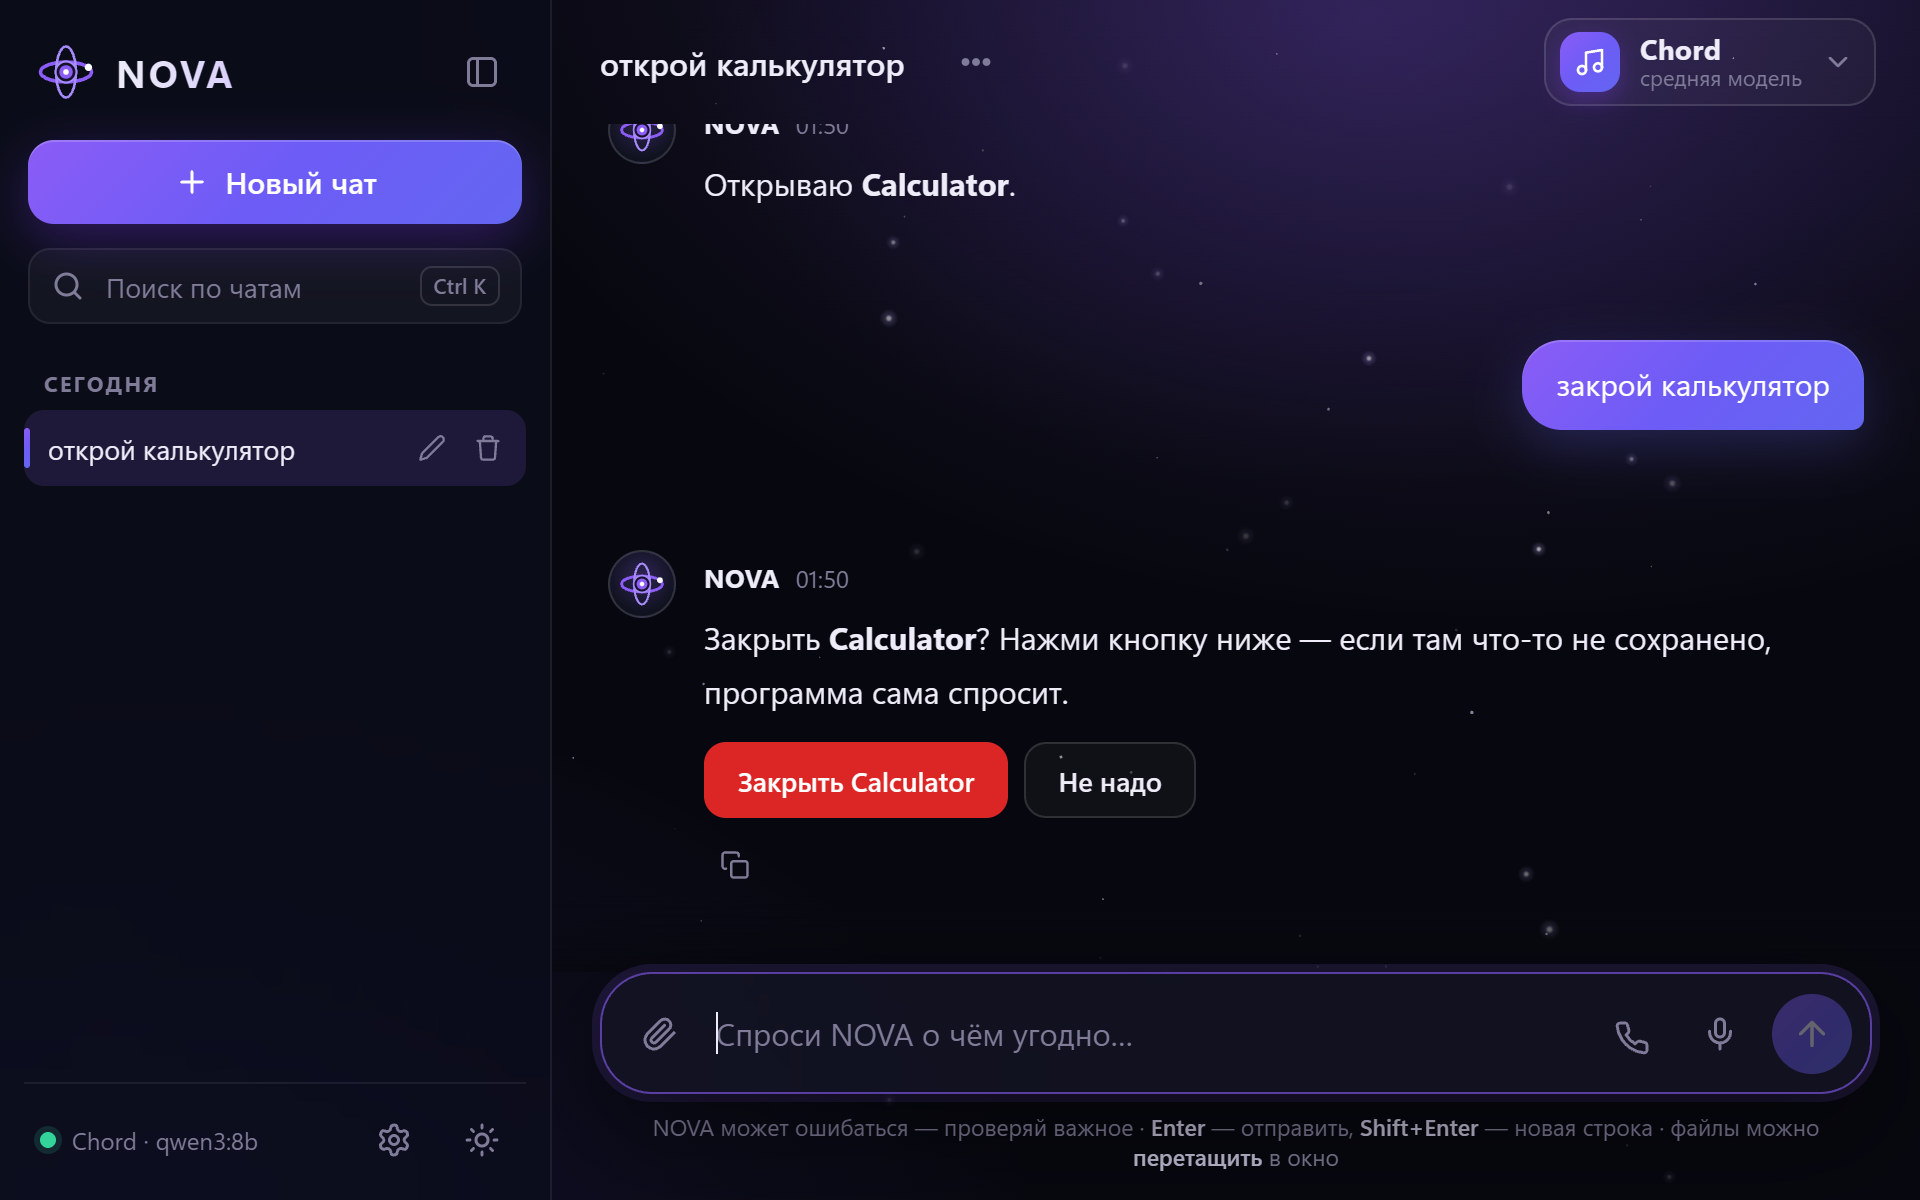 NOVA
Новый чат
Поиск по чатам
Ctrl K
СЕГОДНЯ
открой калькулятор
Chord · qwen3:8b
открой калькулятор
Chord
средняя модель
NOVA 01:50
Открываю Calculator.
закрой калькулятор
NOVA 01:50
Закрыть Calculator? Нажми кнопку ниже — если там что-то не сохранено,
программа сама спросит.
Закрыть Calculator
Не надо
Спроси NOVA о чём угодно...
NOVA может ошибаться — проверяй важное · Enter — отправить, Shift+Enter — новая строка · файлы можно
перетащить в окно